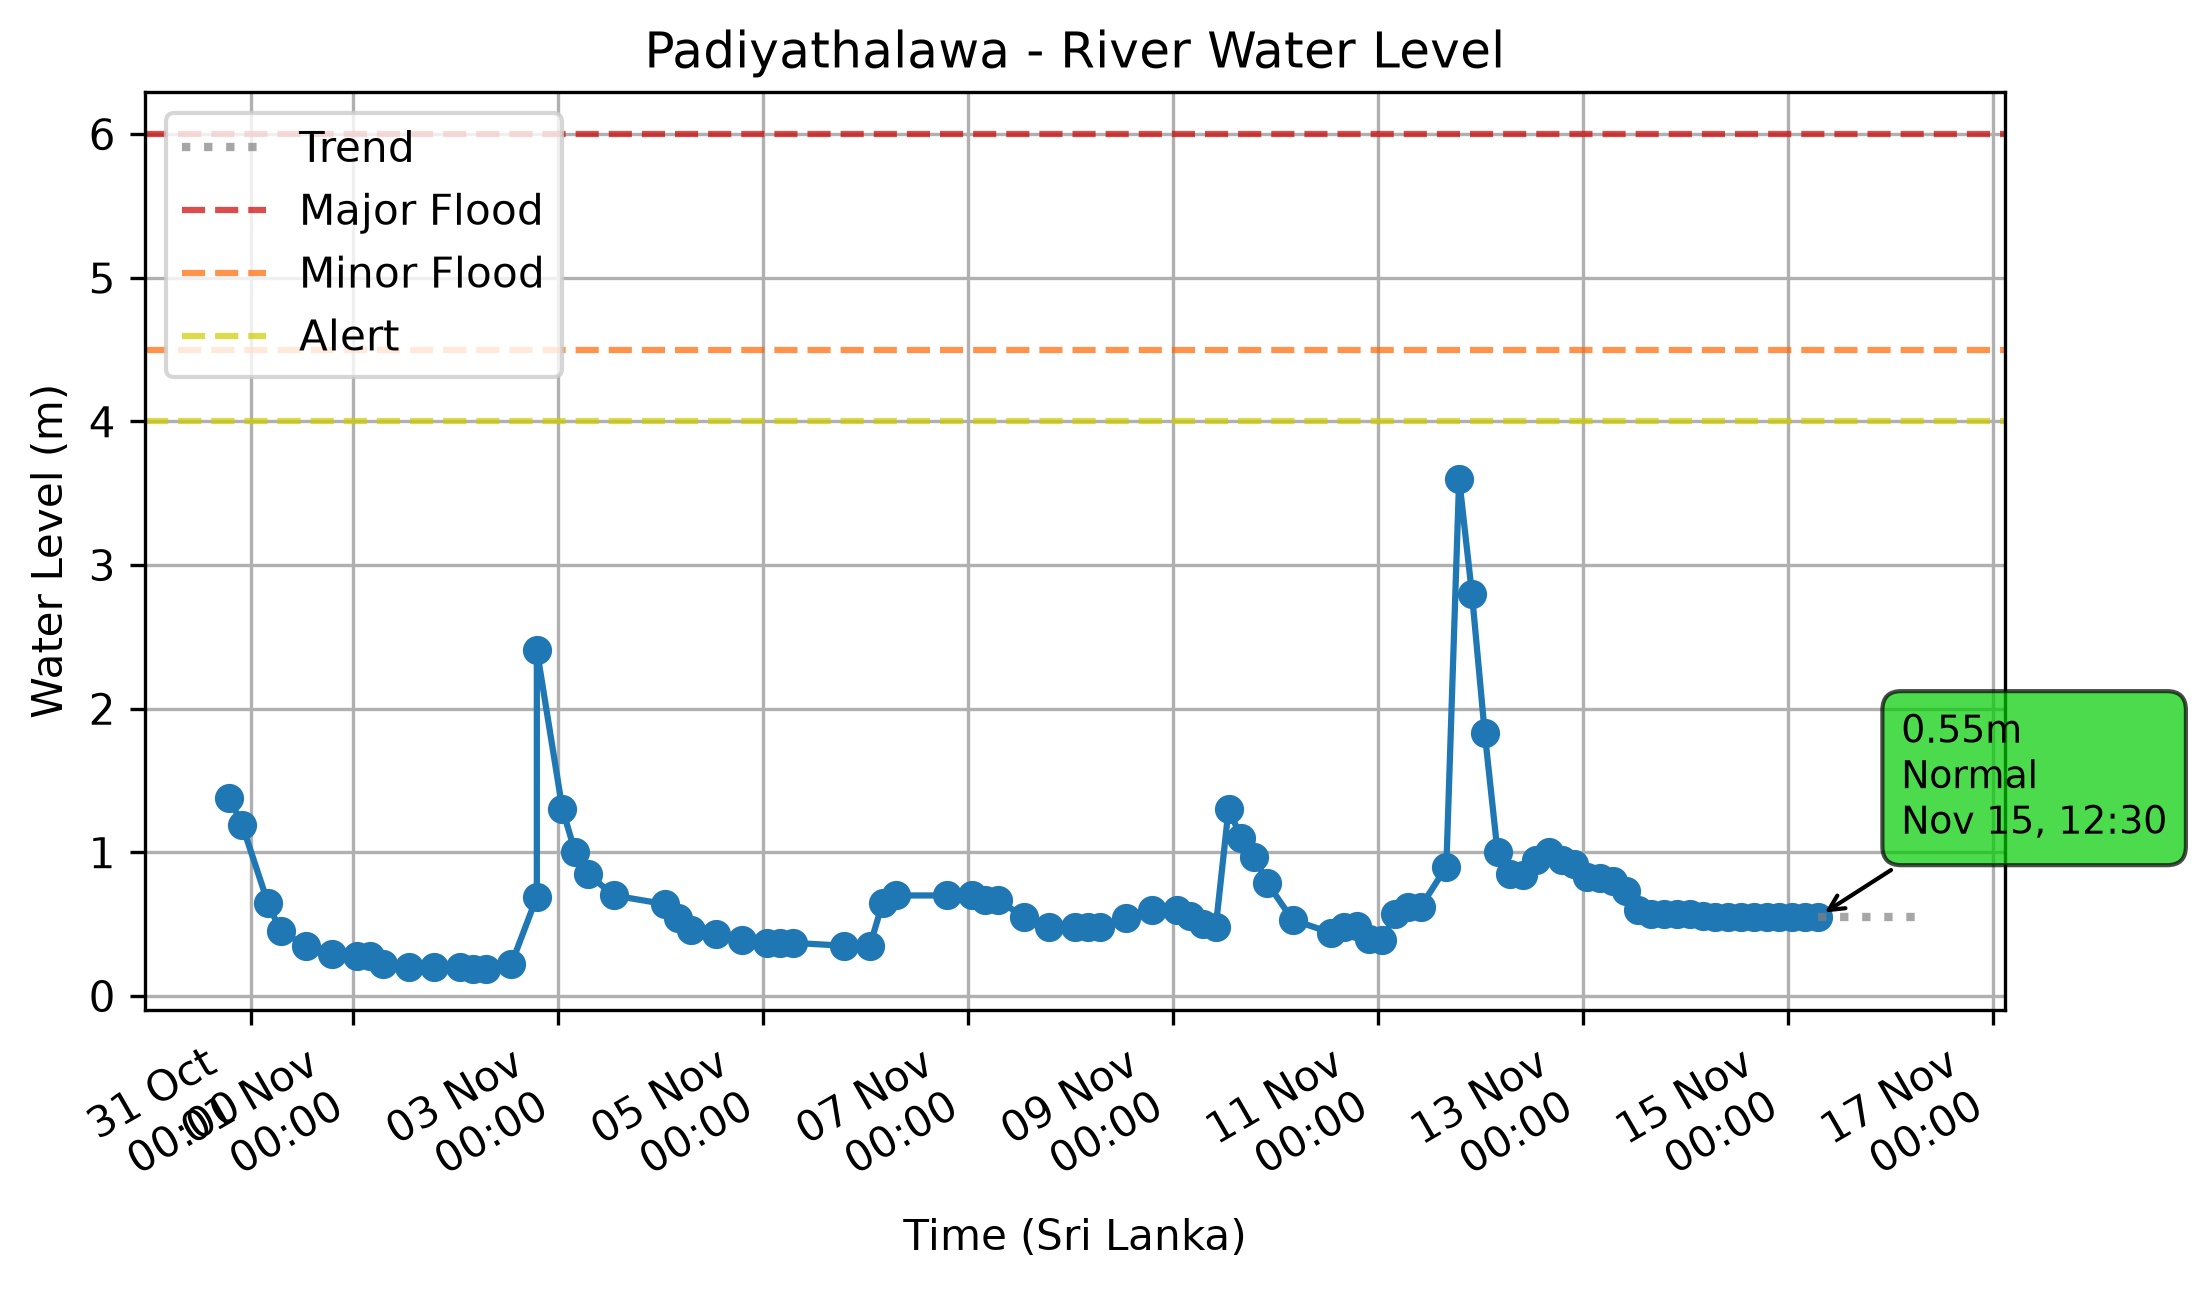 Padiyathalawa - River Water Level
Trend
Major Flood
Minor Flood
Alert
6
5
4
3
2
1
0
Water Level (m)
0.55m
Normal
Nov 15, 12:30
31 Oct
00:00
01 Nov
00:00
03 Nov
00:00
05 Nov
00:00
07 Nov
00:00
09 Nov
00:00
11 Nov
00:00
13 Nov
00:00
15 Nov
00:00
17 Nov
00:00
Time (Sri Lanka)